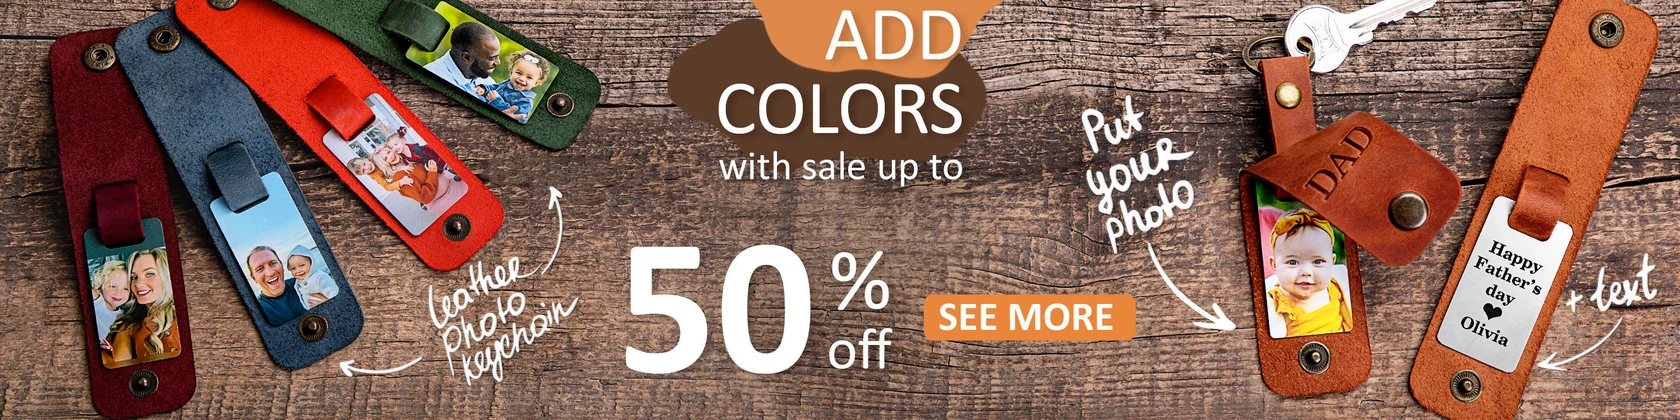 ADD
COLORS
with sale up to
50%
off
SEE MORE
Leather
photo
keychain
Put
your
photo
DAD
Happy
Father's
day
Olivia
+ text